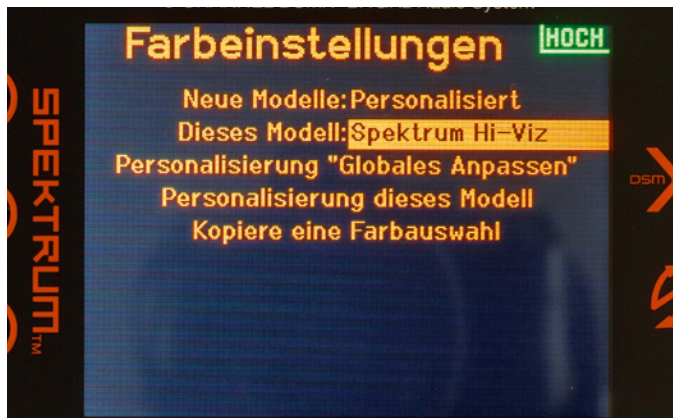 Farbeinstellungen
HOCH
Neue Modelle:Personalisiert
Dieses Modell:Spektrum Hi-Viz
Personalisierung "Globales Anpassen"
Personalisierung dieses Modell
Kopiere eine Farbauswahl
SPEKTRUM™
DSM